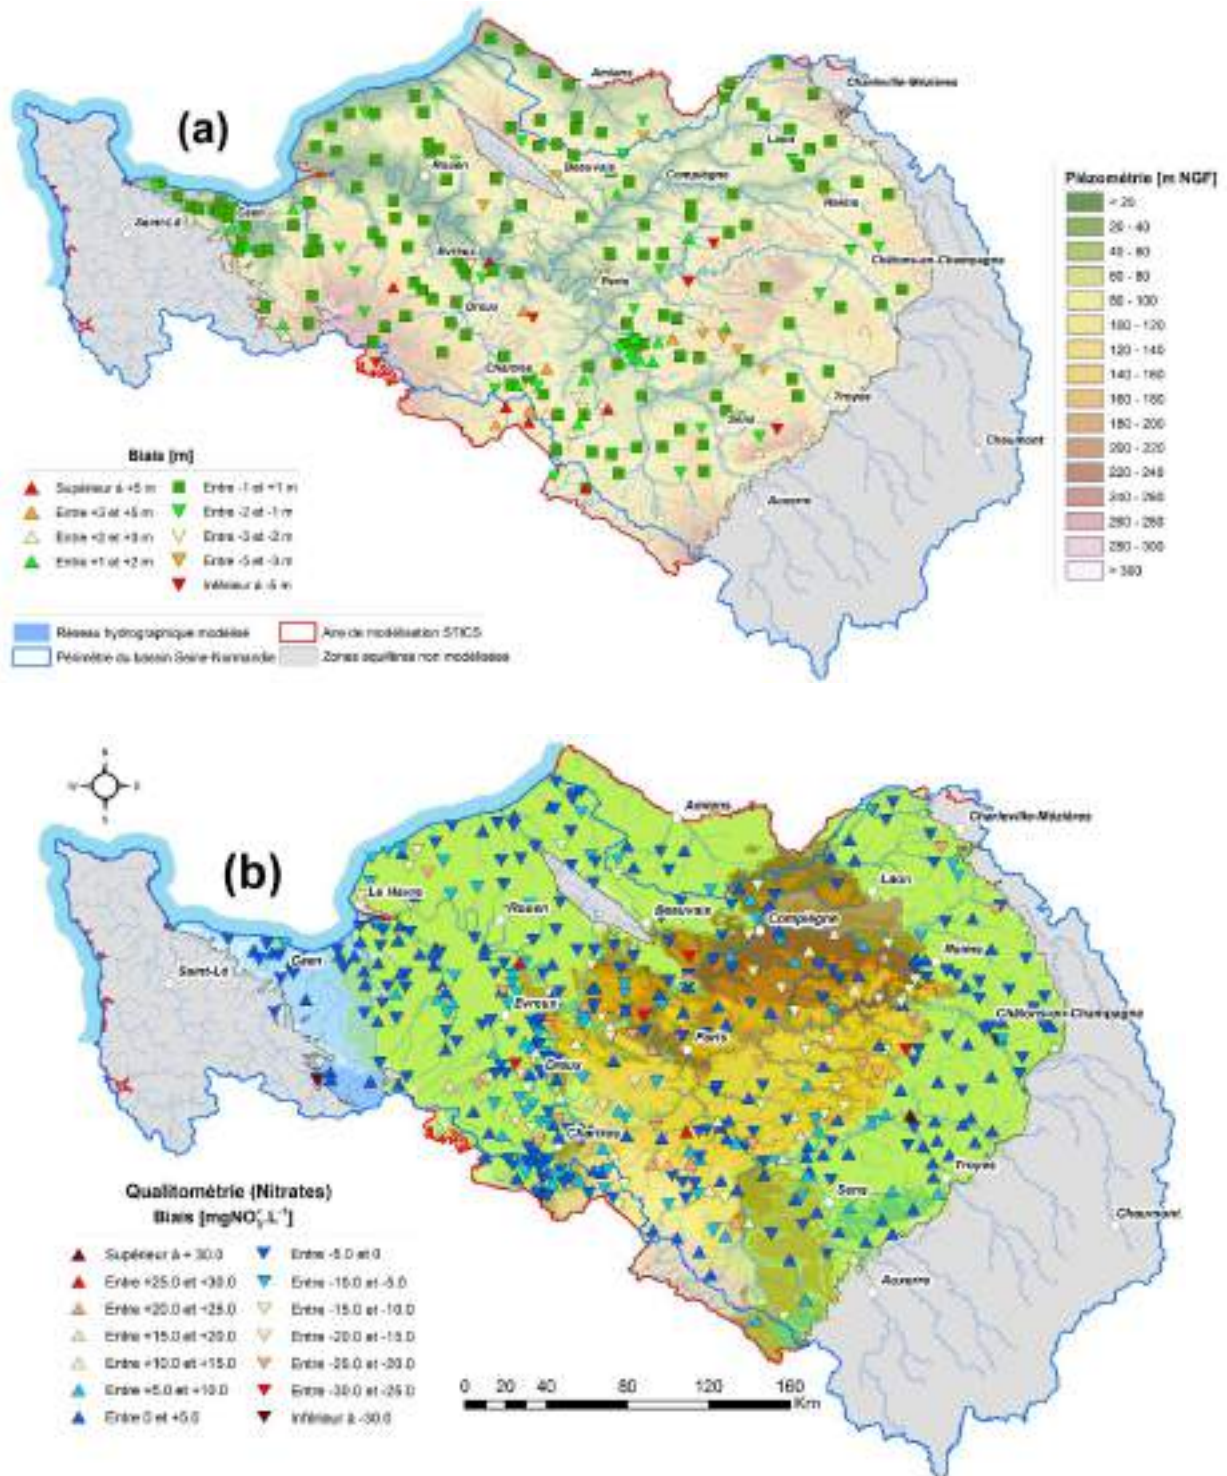 (a)
Amiens
Charleville-Mézières
Laon
Rouen
Beauvais
Compiègne
Reims
Saint-Lô
Caen
Evreux
Châlons-en-Champagne
Paris
Dreux
Chartres
Troyes
Sens
Chaumont
Auxerre
Piézométrie [m NGF]
< 20
20 - 40
40 - 60
60 - 80
80 - 100
100 - 120
120 - 140
140 - 160
160 - 180
180 - 200
200 - 220
220 - 240
240 - 260
260 - 280
280 - 300
> 300
Biais [m]
Supérieur à +5 m
Entre -1 et +1 m
Entre +3 et +5 m
Entre -2 et -1 m
Entre +2 et +3 m
Entre -3 et -2 m
Entre +1 et +2 m
Entre -5 et -3 m
Inférieur à -5 m
Réseau hydrographique modélisé
Aire de modélisation STICS
Périmètre du bassin Seine-Normandie
Zones aquifères non modélisées
N
W
E
S
(b)
Amiens
Charleville-Mézières
Le Havre
Laon
Rouen
Beauvais
Compiègne
Reims
Saint-Lô
Caen
Evreux
Châlons-en-Champagne
Paris
Dreux
Chartres
Troyes
Sens
Chaumont
Auxerre
Qualitométrie (Nitrates)
Biais [mgNO₃⁻.L⁻¹]
Supérieur à + 30.0
Entre -5.0 et 0
Entre +25.0 et +30.0
Entre -10.0 et -5.0
Entre +20.0 et +25.0
Entre -15.0 et -10.0
Entre +15.0 et +20.0
Entre -20.0 et -15.0
Entre +10.0 et +15.0
Entre -25.0 et -20.0
Entre +5.0 et +10.0
Entre -30.0 et -25.0
Entre 0 et +5.0
Inférieur à -30.0
0 20 40 80 120 160
Km